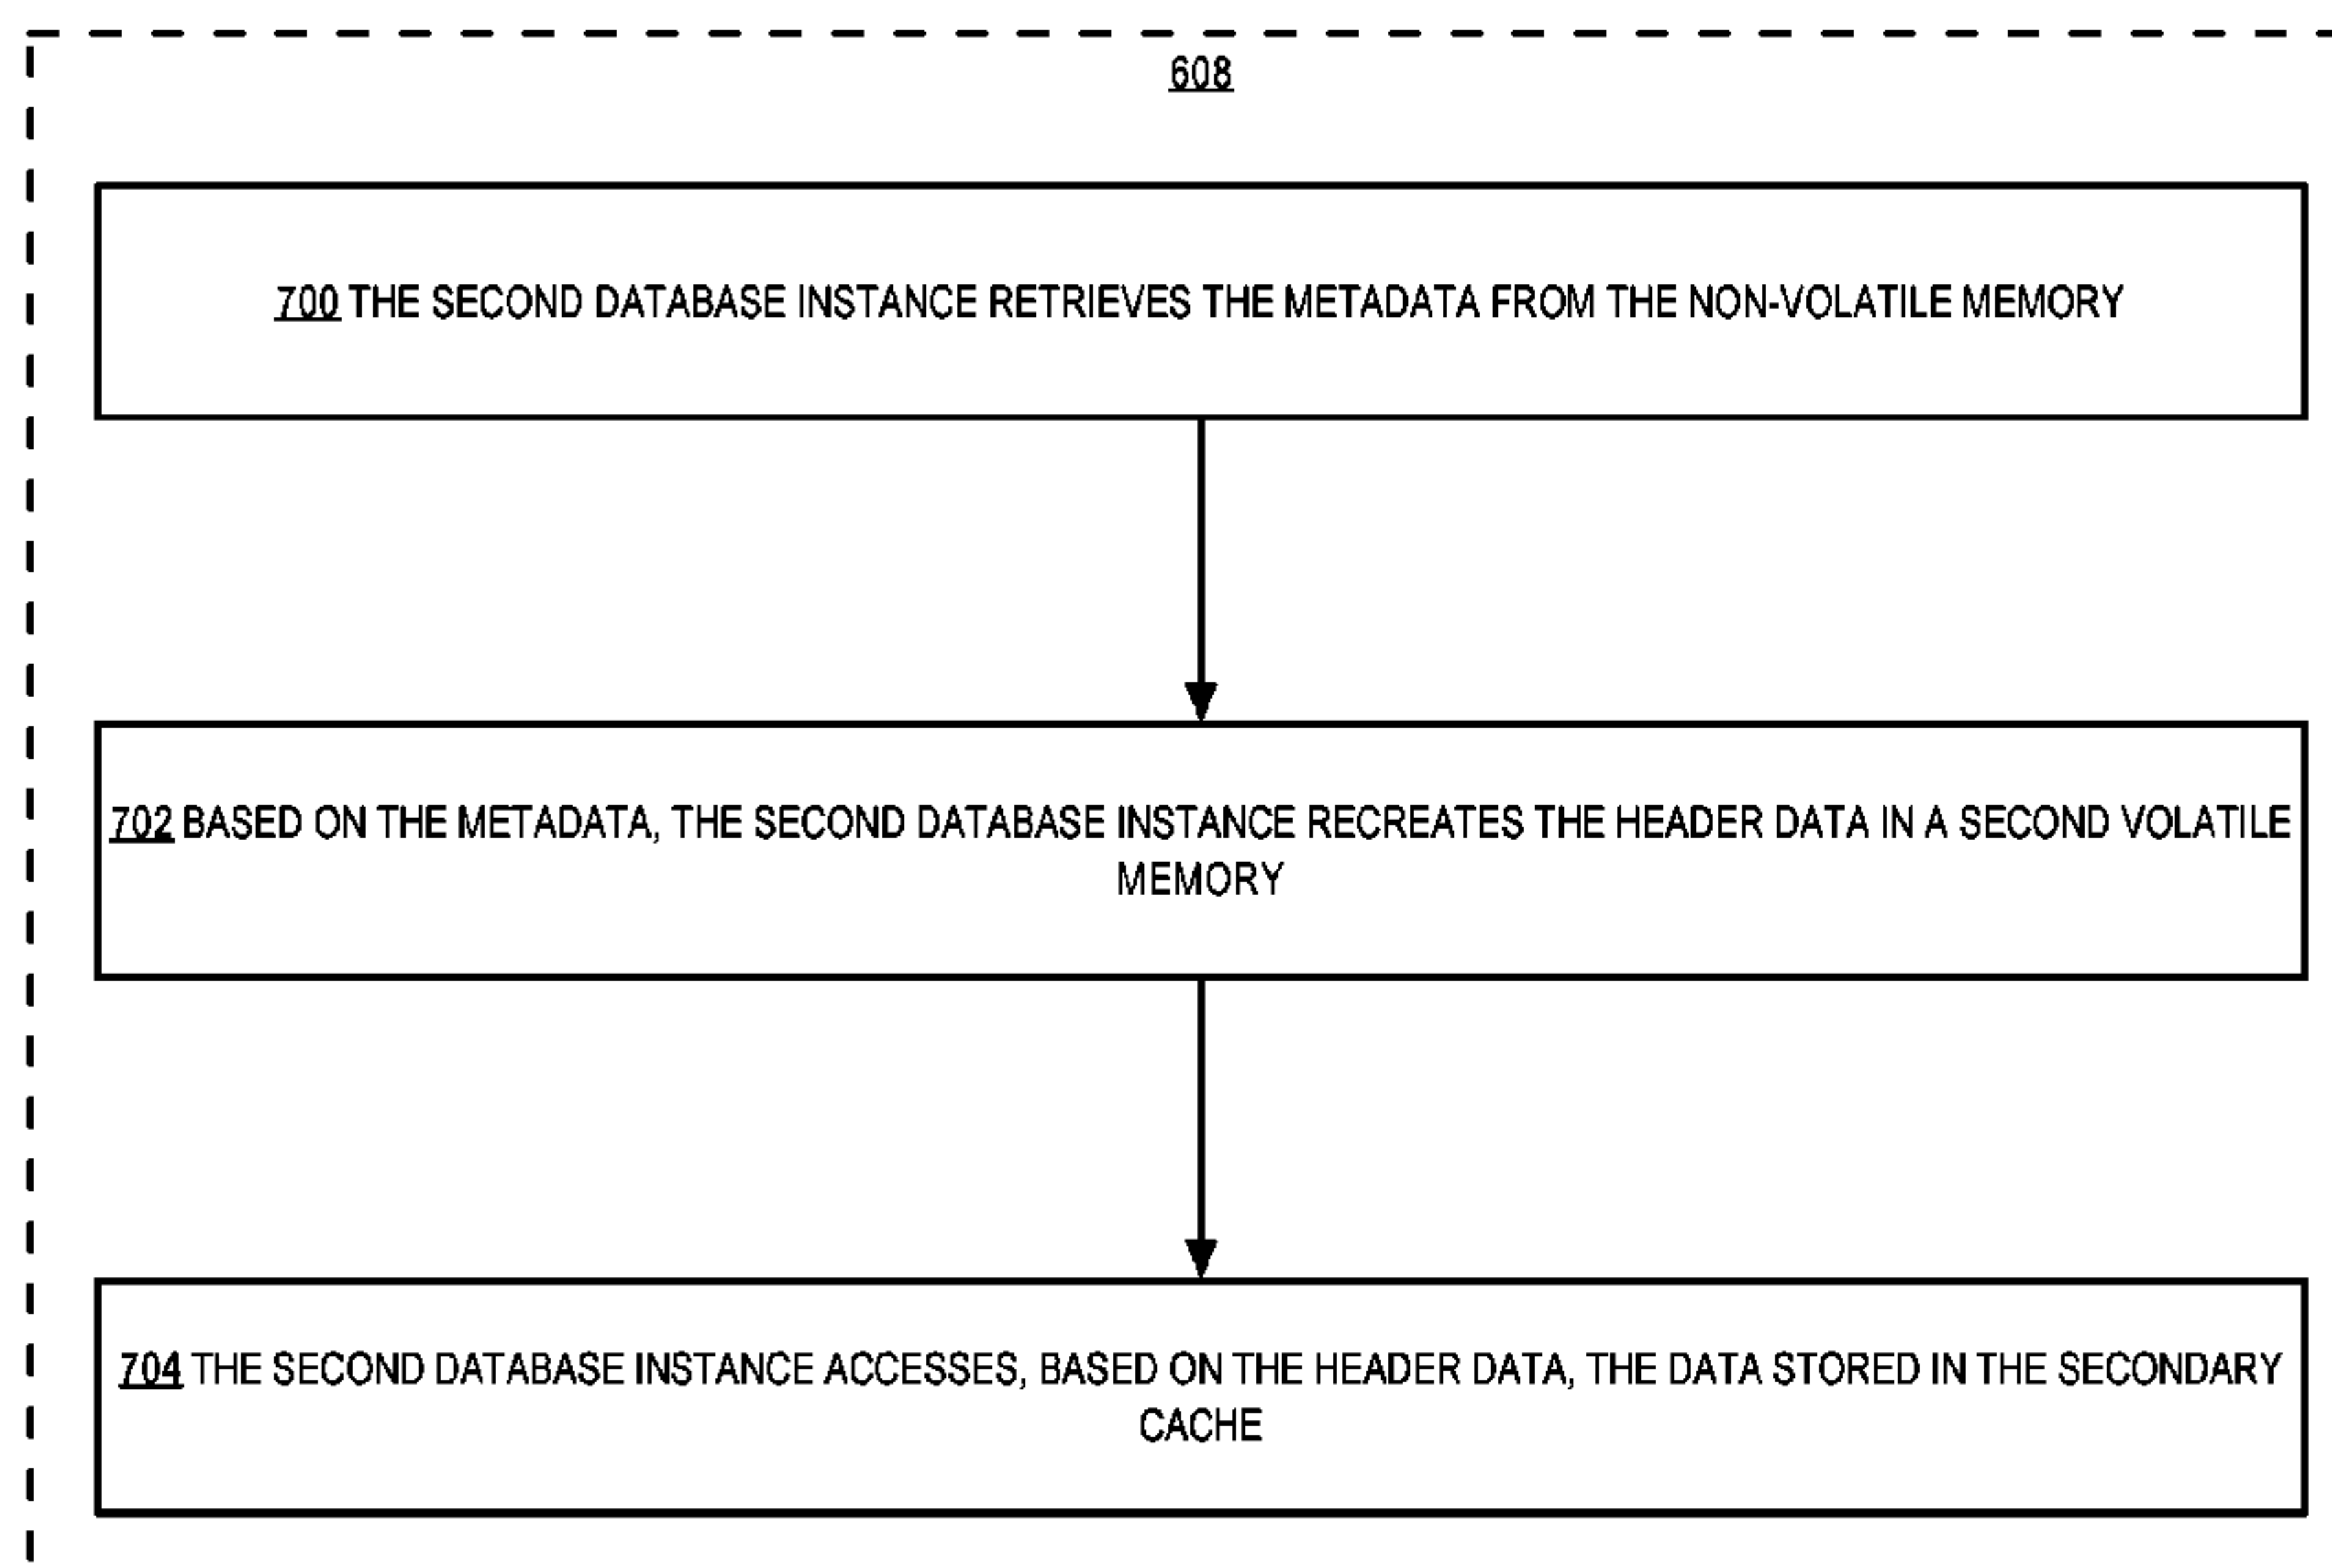 608
700 THE SECOND DATABASE INSTANCE RETRIEVES THE METADATA FROM THE NON-VOLATILE MEMORY
702 BASED ON THE METADATA, THE SECOND DATABASE INSTANCE RECREATES THE HEADER DATA IN A SECOND VOLATILE
MEMORY
704 THE SECOND DATABASE INSTANCE ACCESSES, BASED ON THE HEADER DATA, THE DATA STORED IN THE SECONDARY
CACHE